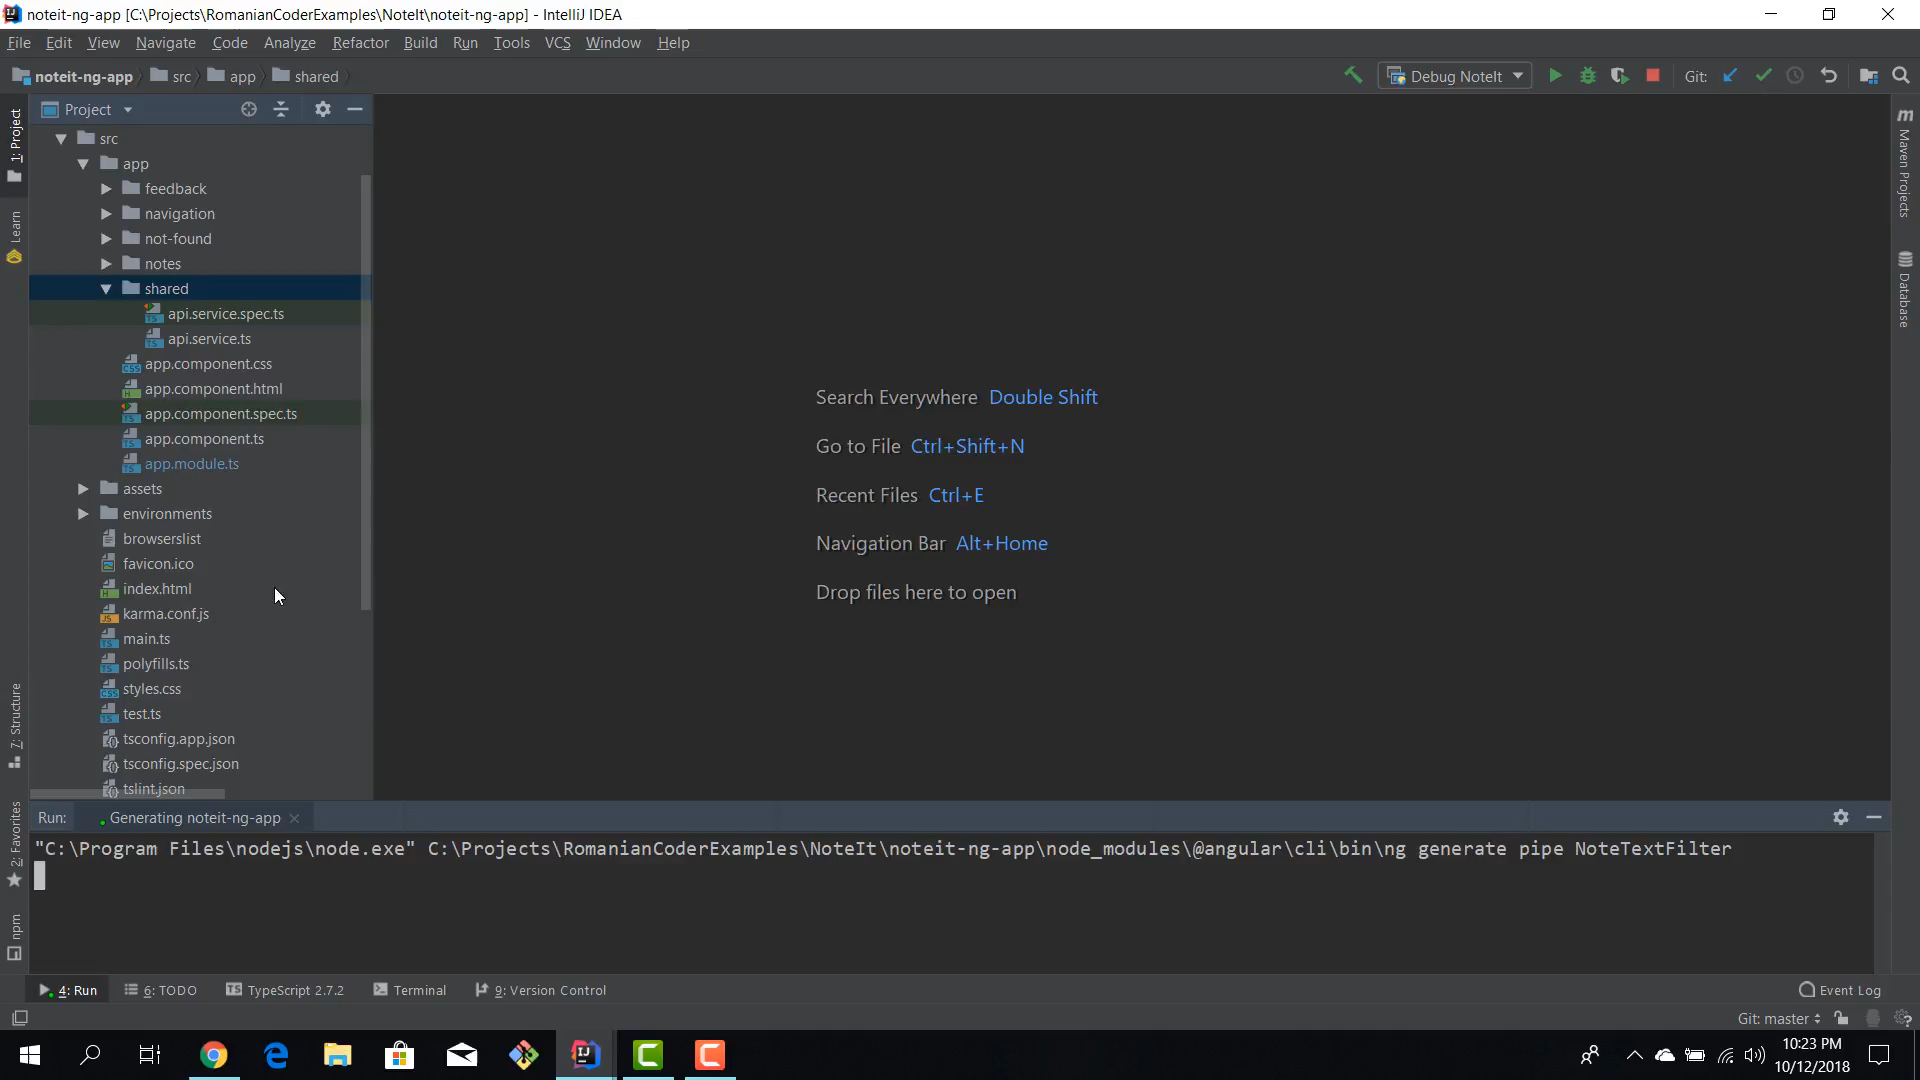 noteit-ng-app [C:\Projects\RomanianCoderExamples\NoteIt\noteit-ng-app] - IntelliJ IDEA
File Edit View Navigate Code Analyze Refactor Build Run Tools VCS Window Help
noteit-ng-app src app shared
Debug NoteIt
Git:
Project
src
app
feedback
navigation
not-found
notes
shared
api.service.spec.ts
api.service.ts
app.component.css
app.component.html
app.component.spec.ts
app.component.ts
app.module.ts
assets
environments
browserslist
favicon.ico
index.html
karma.conf.js
main.ts
polyfills.ts
styles.css
test.ts
tsconfig.app.json
tsconfig.spec.json
tslint.json
1: Project
Learn
7: Structure
2: Favorites
npm
Search Everywhere Double Shift
Go to File Ctrl+Shift+N
Recent Files Ctrl+E
Navigation Bar Alt+Home
Drop files here to open
Maven Projects
Database
Run: Generating noteit-ng-app
"C:\Program Files\nodejs\node.exe" C:\Projects\RomanianCoderExamples\NoteIt\noteit-ng-app\node_modules\@angular\cli\bin\ng generate pipe NoteTextFilter
4: Run 6: TODO TypeScript 2.7.2 Terminal 9: Version Control Event Log
Git: master
10:23 PM
10/12/2018